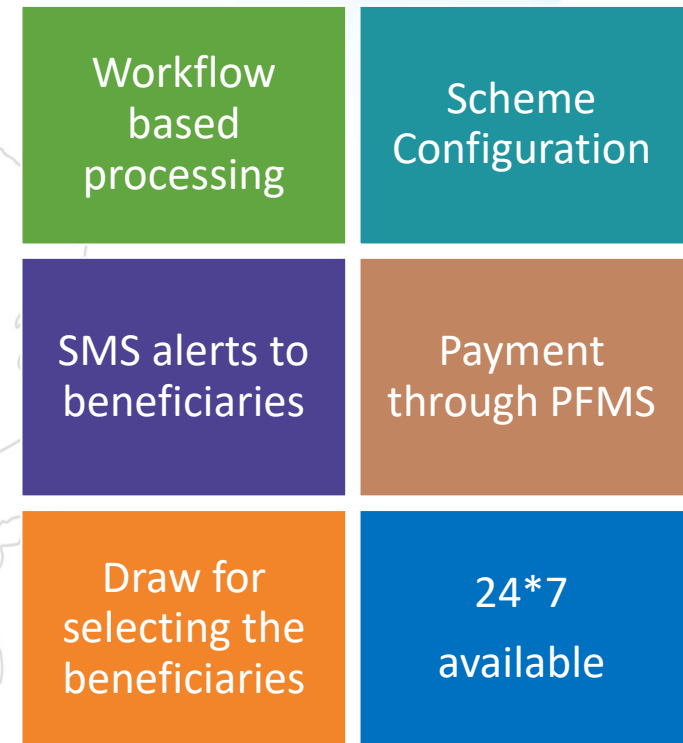 Workflow
based
processing
Scheme
Configuration
SMS alerts to
beneficiaries
Payment
through PFMS
Draw for
selecting the
beneficiaries
24*7
available